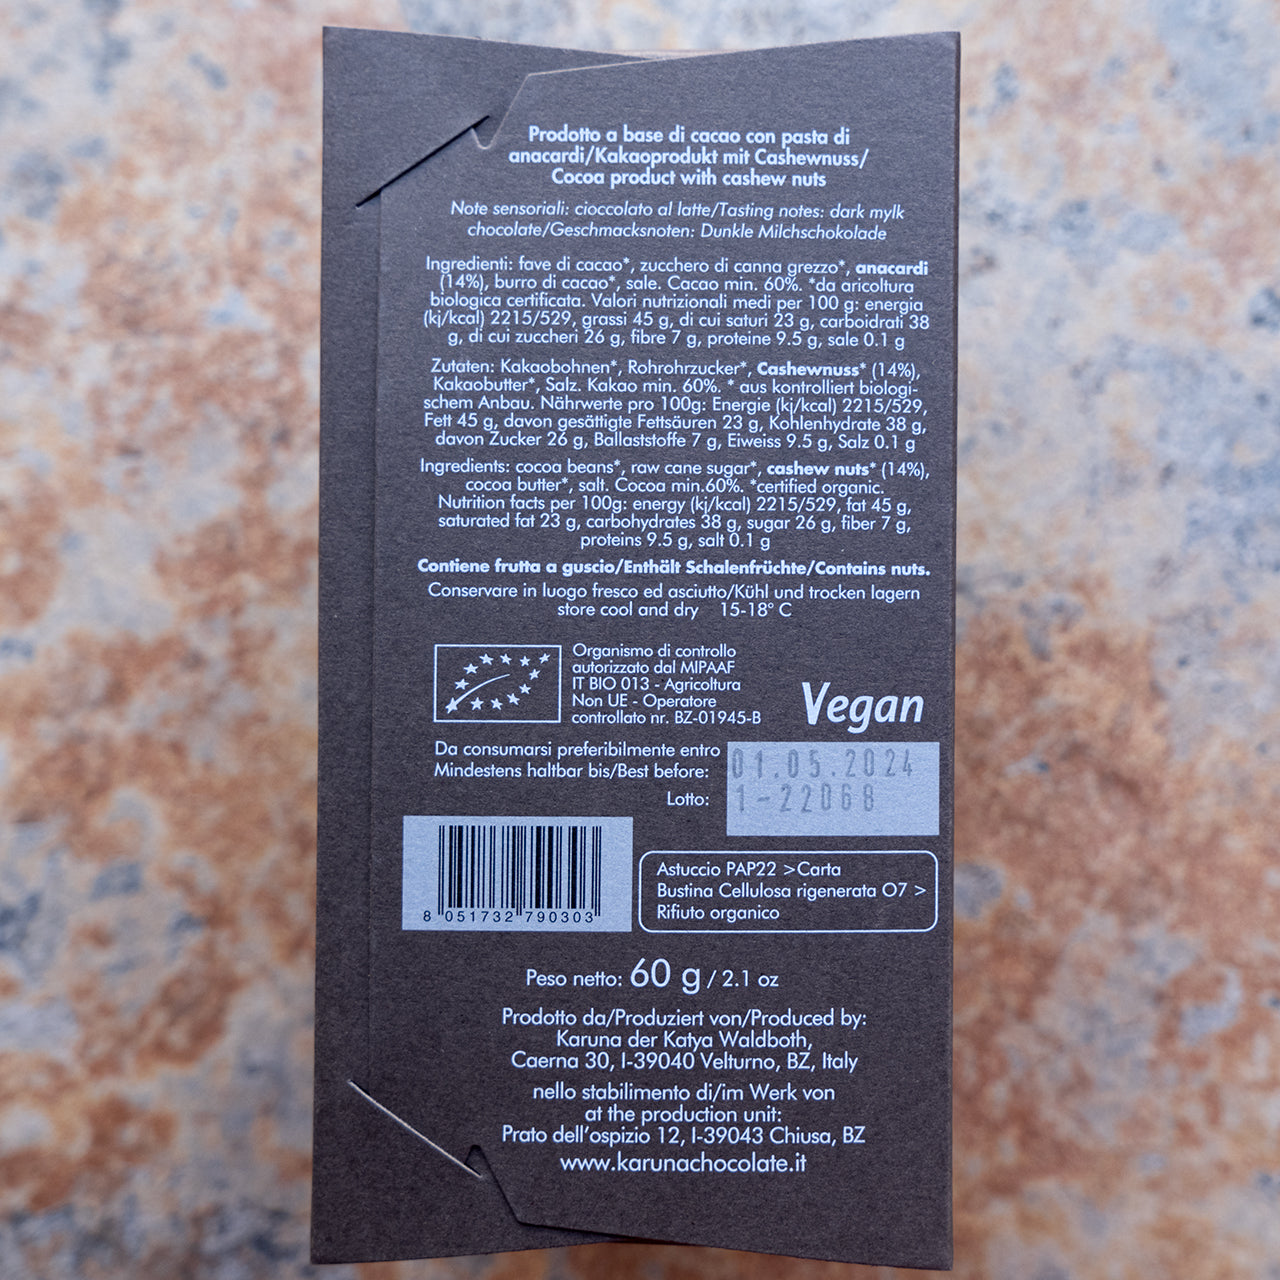 Prodotto a base di cacao con pasta di
anacardi/Kakaoprodukt mit Cashewnuss/
Cocoa product with cashew nuts
Note sensoriali: cioccolato al latte/Tasting notes: dark mylk
chocolate/Geschmacksnoten: Dunkle Milchschokolade
Ingredienti: fave di cacao*, zucchero di canna grezzo*, anacardi
(14%), burro di cacao*, sale. Cacao min. 60%. *da aricoltura
biologica certificata. Valori nutrizionali medi per 100 g: energia
(kj/kcal) 2215/529, grassi 45 g, di cui saturi 23 g, carboidrati 38
g, di cui zuccheri 26 g, fibre 7 g, proteine 9.5 g, sale 0.1 g
Zutaten: Kakaobohnen*, Rohrohrzucker*, Cashewnuss* (14%),
Kakaobutter*, Salz. Kakao min. 60%. * aus kontrolliert biologi-
schem Anbau. Nährwerte pro 100g: Energie (kj/kcal) 2215/529,
Fett 45 g, davon gesättigte Fettsäuren 23 g, Kohlenhydrate 38 g,
davon Zucker 26 g, Ballaststoffe 7 g, Eiweiss 9.5 g, Salz 0.1 g
Ingredients: cocoa beans*, raw cane sugar*, cashew nuts* (14%),
cocoa butter*, salt. Cocoa min.60%. *certified organic.
Nutrition facts per 100g: energy (kj/kcal) 2215/529, fat 45 g,
saturated fat 23 g, carbohydrates 38 g, sugar 26 g, fiber 7 g,
proteins 9.5 g, salt 0.1 g
Contiene frutta a guscio/Enthält Schalenfrüchte/Contains nuts.
Conservare in luogo fresco ed asciutto/Kühl und trocken lagern
store cool and dry 15-18° C
Organismo di controllo
autorizzato dal MIPAAF
IT BIO 013 - Agricoltura
Non UE - Operatore
controllato nr. BZ-01945-B
Vegan
Da consumarsi preferibilmente entro
Mindestens haltbar bis/Best before: 01.05.2024
Lotto: 1-22068
8 051732 790303
Astuccio PAP22 >Carta
Bustina Cellulosa rigenerata O7 >
Rifiuto organico
Peso netto: 60 g / 2.1 oz
Prodotto da/Produziert von/Produced by:
Karuna der Katya Waldboth,
Caerna 30, I-39040 Velturno, BZ, Italy
nello stabilimento di/im Werk von
at the production unit:
Prato dell'ospizio 12, I-39043 Chiusa, BZ
www.karunachocolate.it